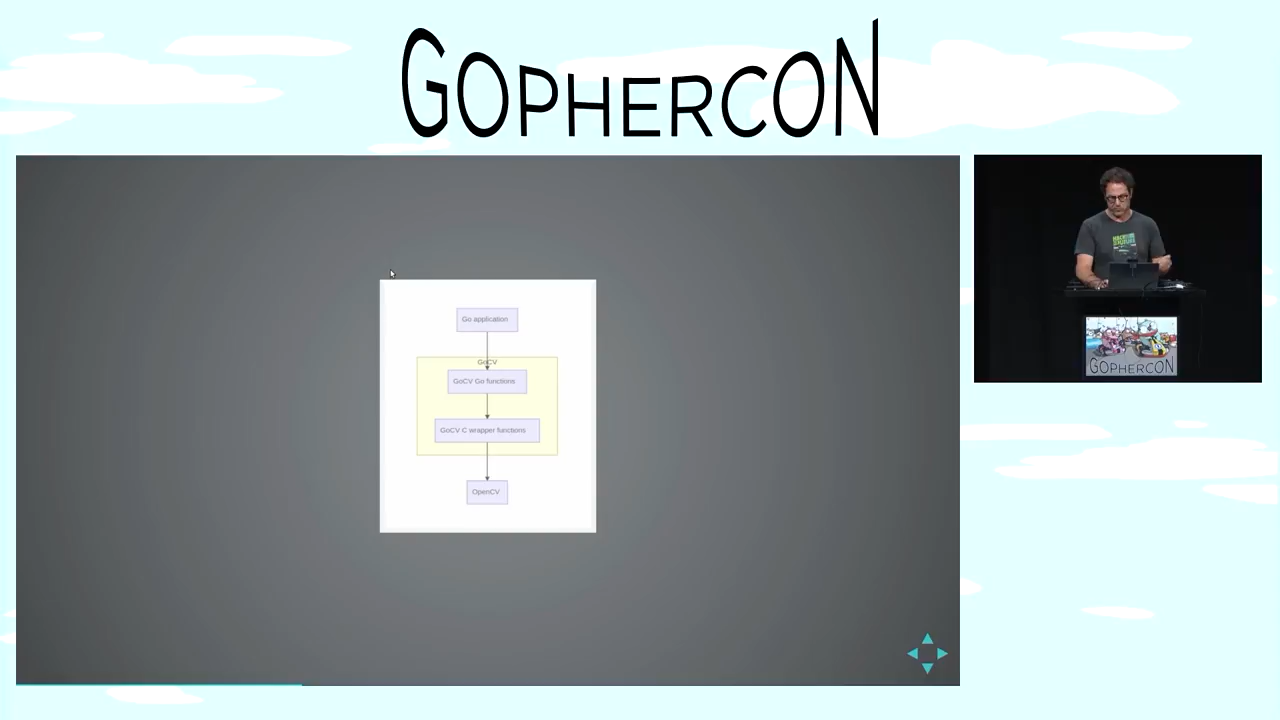 GOPHERCON
Go application
GoCV
GoCV Go functions
GoCV C wrapper functions
OpenCV
GOPHERCON